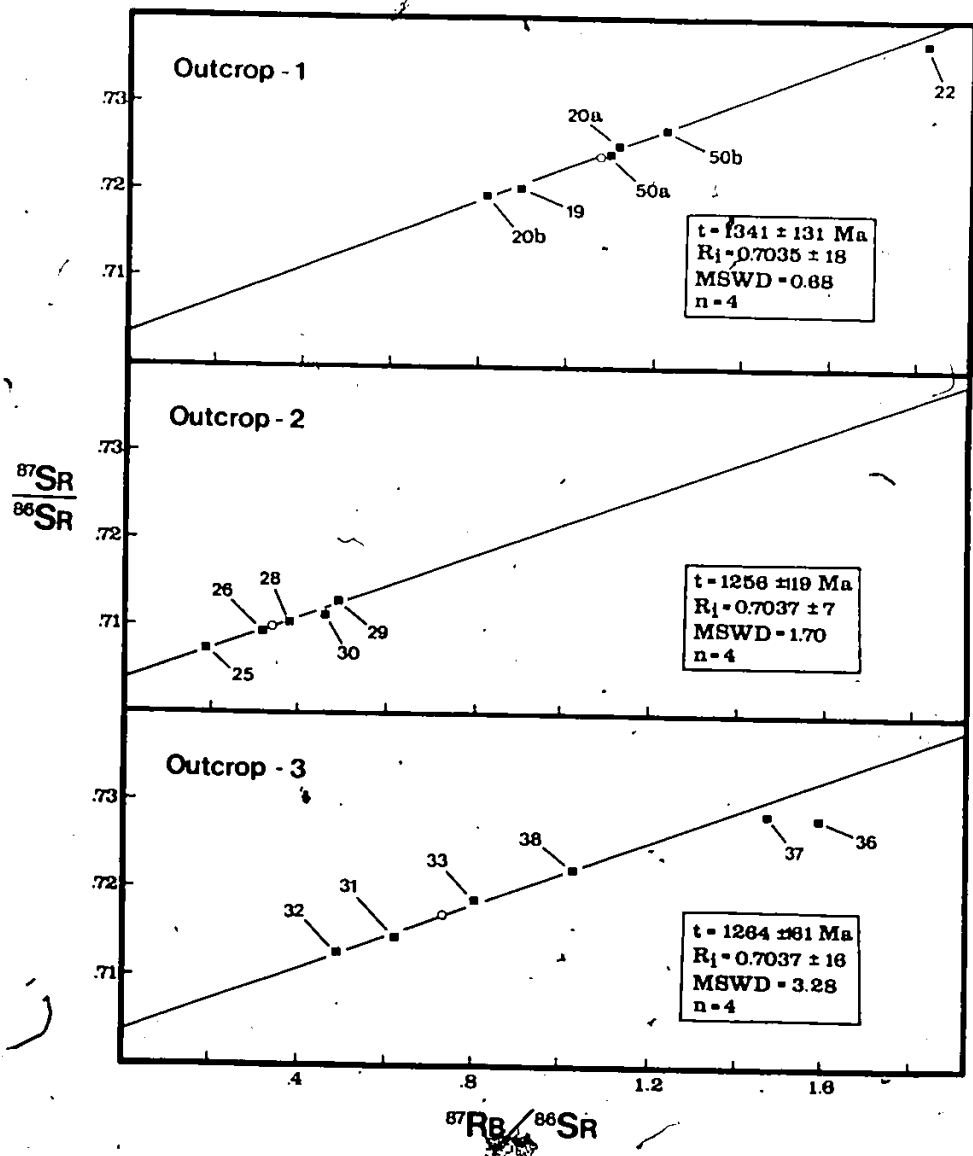 Outcrop - 1
.73
.72
.71
20a
22
50b
50a
19
20b
t = 1341 ± 131 Ma
Ri = 0.7035 ± 18
MSWD = 0.68
n = 4
Outcrop - 2
.73
.72
.71
87SR
86SR
26
28
25
30
29
t = 1256 ± 119 Ma
Ri = 0.7037 ± 7
MSWD = 1.70
n = 4
Outcrop - 3
.73
.72
.71
32
31
33
38
37
36
t = 1264 ± 161 Ma
Ri = 0.7037 ± 16
MSWD = 3.28
n = 4
.4
.8
1.2
1.6
87RB / 86SR